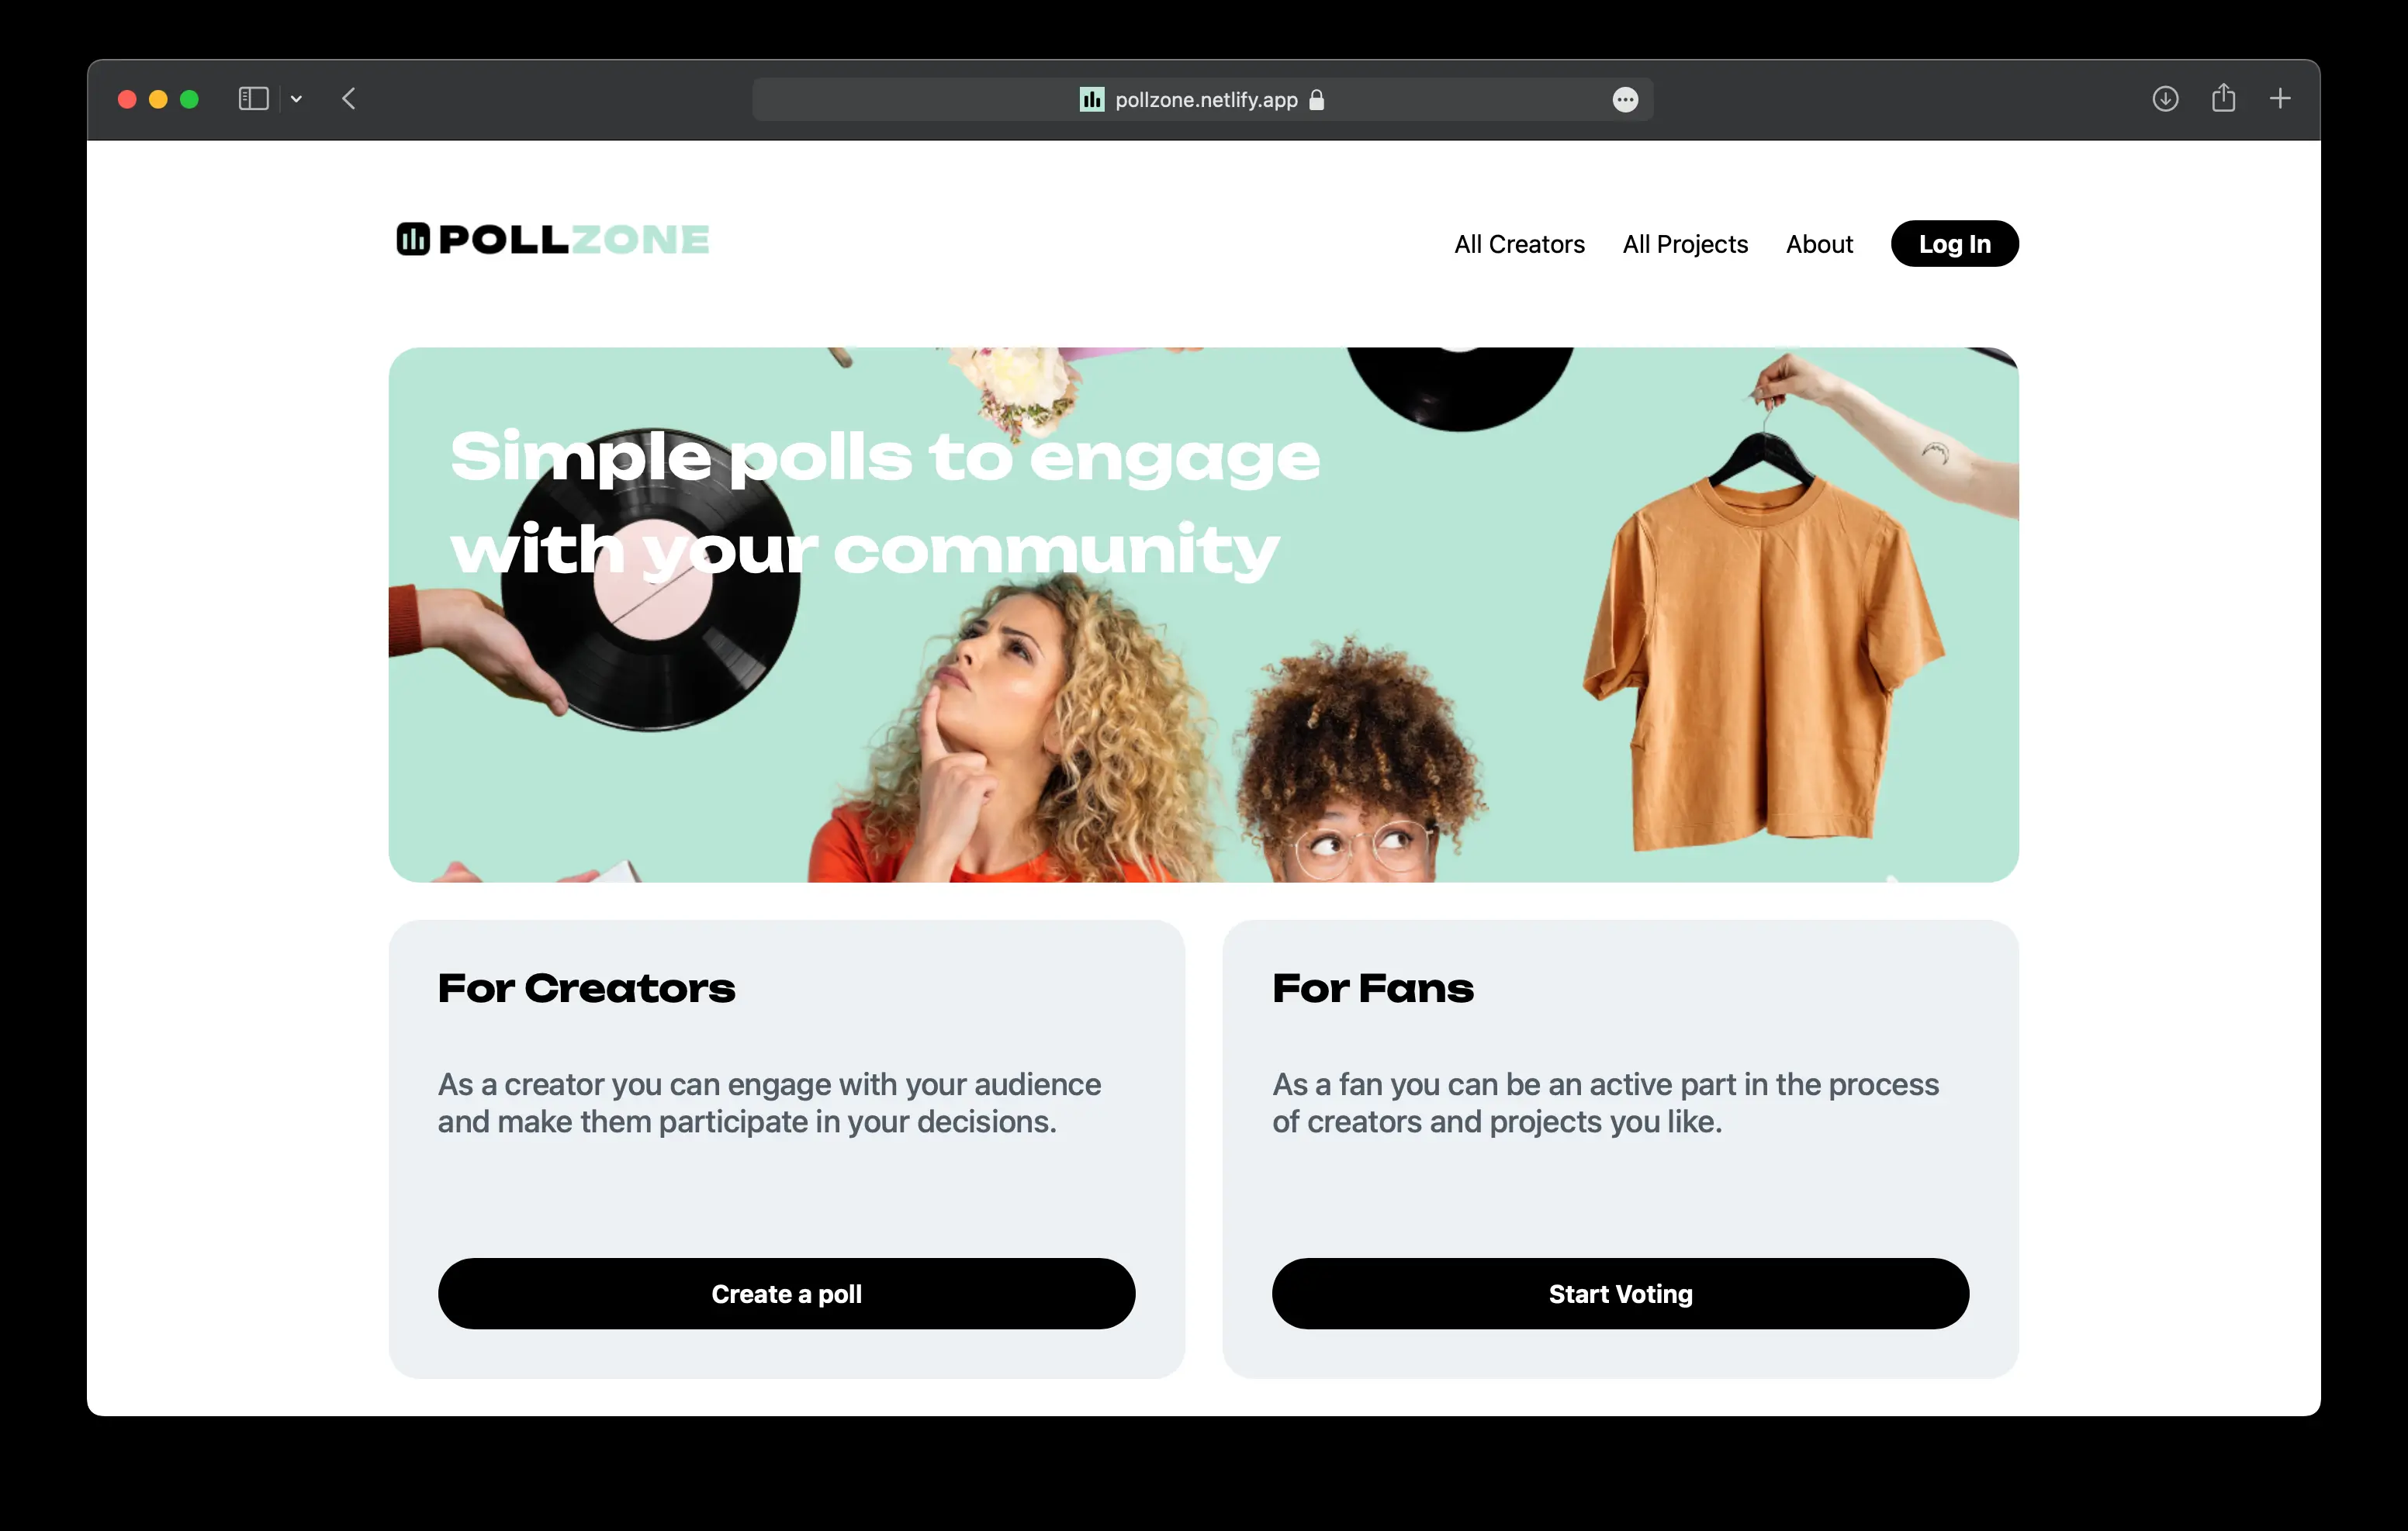 pollzone.netlify.app
POLLZONE
All Creators
All Projects
About
Log In
Simple polls to engage
with your community
For Creators
As a creator you can engage with your audience
and make them participate in your decisions.
Create a poll
For Fans
As a fan you can be an active part in the process
of creators and projects you like.
Start Voting